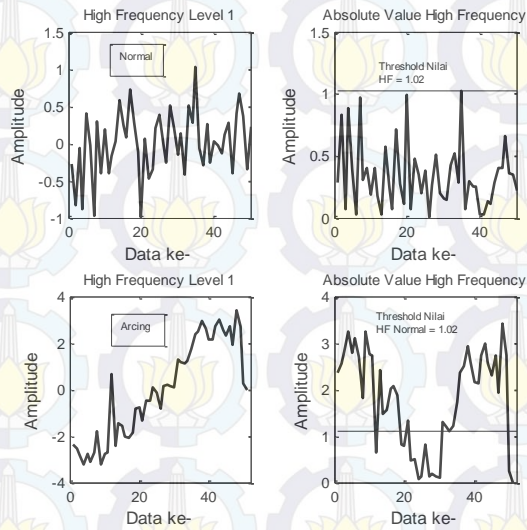 High Frequency Level 1
1.5
1
0.5
0
-0.5
-1
0
20
40
Normal
Amplitude
Data ke-
Absolute Value High Frequency
1.5
1
0.5
0
0
20
40
Threshold Nilai
HF = 1.02
Amplitude
Data ke-
High Frequency Level 1
4
2
0
-2
-4
0
20
40
Arcing
Amplitude
Data ke-
Absolute Value High Frequency
4
3
2
1
0
0
20
40
Threshold Nilai
HF Normal = 1.02
Amplitude
Data ke-